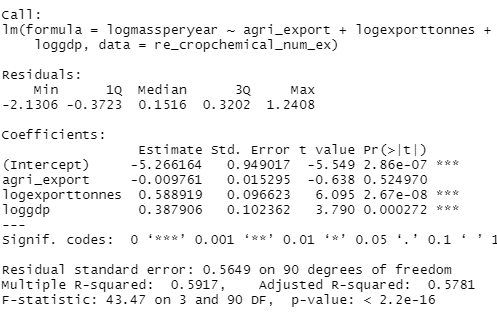 Call:
lm(formula = logmassperyear ~ agri_export + logexporttonnes +
    loggdp, data = re_cropchemical_num_ex)

Residuals:
    Min      1Q  Median      3Q     Max
-2.1306 -0.3723  0.1516  0.3202  1.2408

Coefficients:
                 Estimate Std. Error t value Pr(>|t|)
(Intercept)     -5.266164   0.949017  -5.549 2.86e-07 ***
agri_export     -0.009761   0.015295  -0.638 0.524970
logexporttonnes  0.588919   0.096623   6.095 2.67e-08 ***
loggdp           0.387906   0.102362   3.790 0.000272 ***
---
Signif. codes:  0 ‘***’ 0.001 ‘**’ 0.01 ‘*’ 0.05 ‘.’ 0.1 ‘ ’ 1

Residual standard error: 0.5649 on 90 degrees of freedom
Multiple R-squared:  0.5917,    Adjusted R-squared:  0.5781
F-statistic: 43.47 on 3 and 90 DF,  p-value: < 2.2e-16